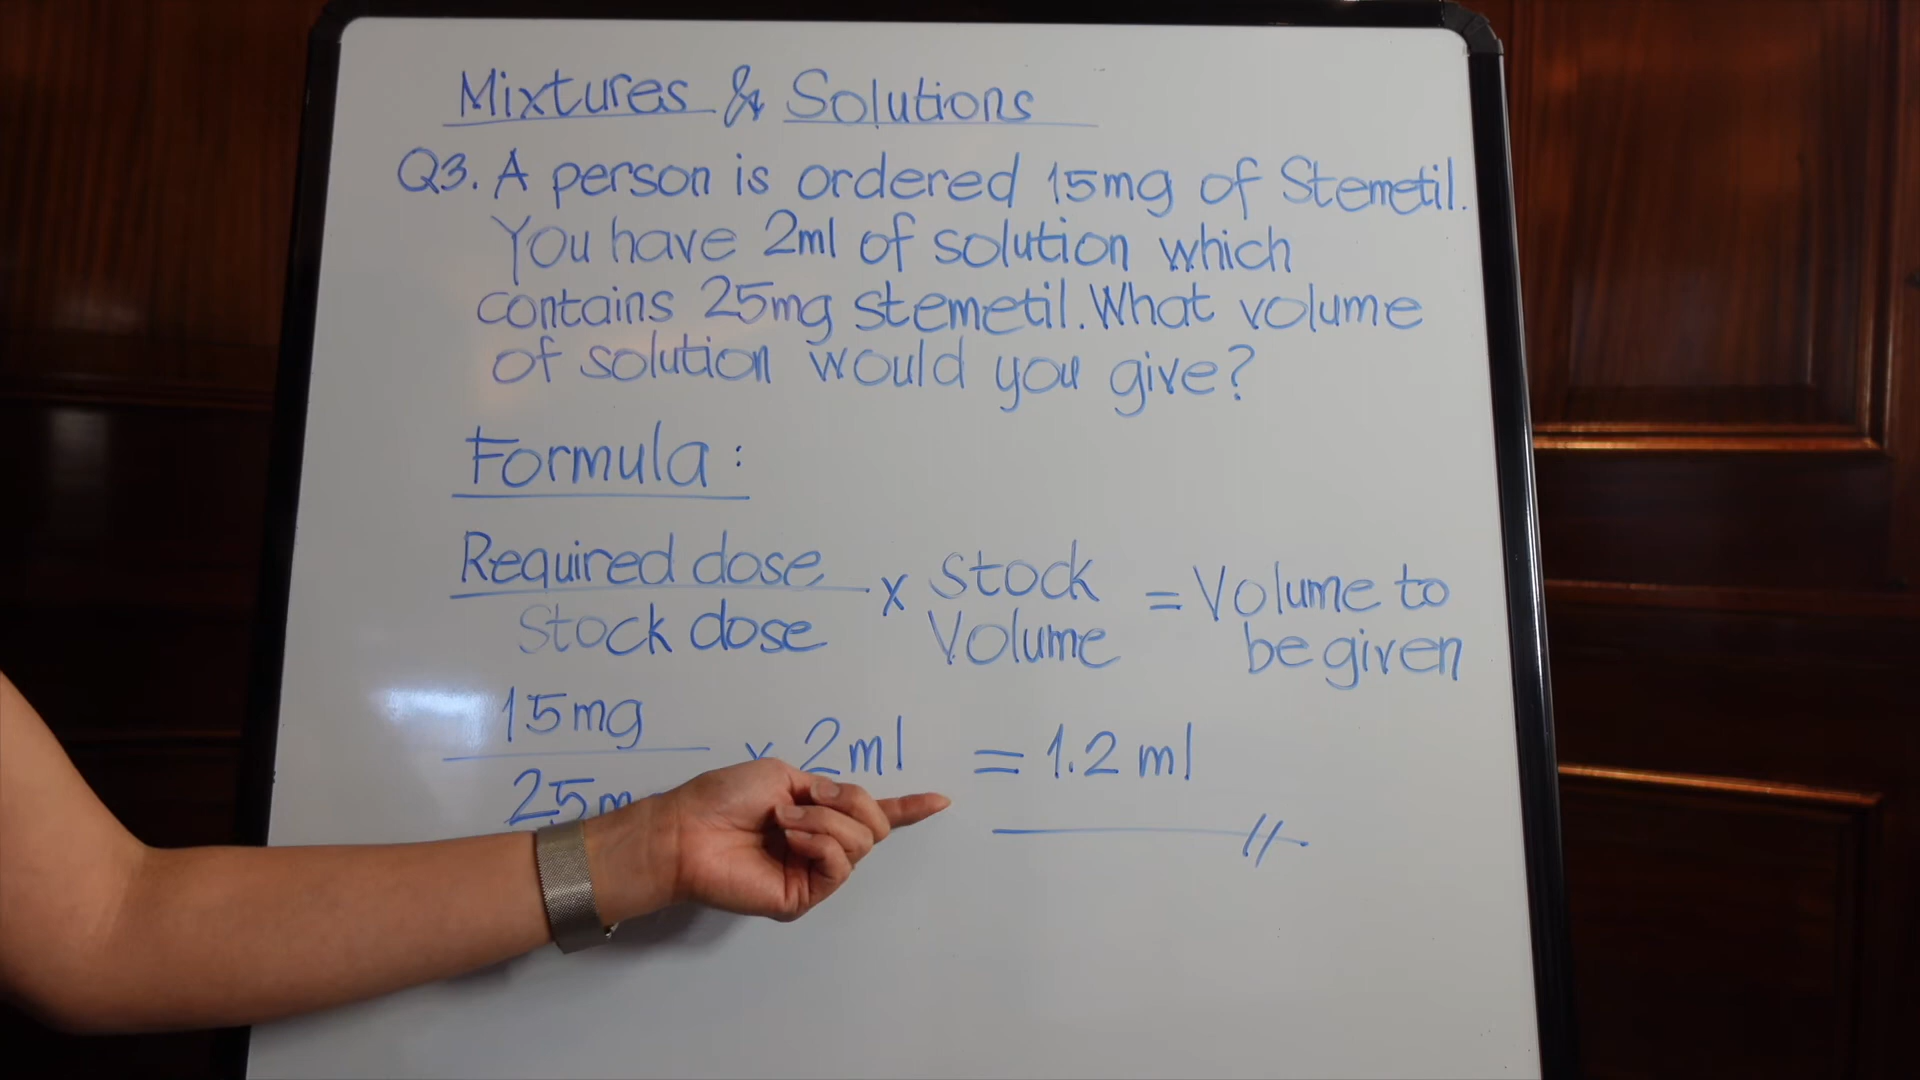 Mixtures & Solutions
Q3. A person is ordered 15mg of Stemetil.
You have 2ml of solution which
contains 25mg stemetil. What volume
of solution would you give?
Formula:
Required dose
Stock dose
x Stock Volume
= Volume to be given
15mg
25m
x 2ml = 1.2 ml